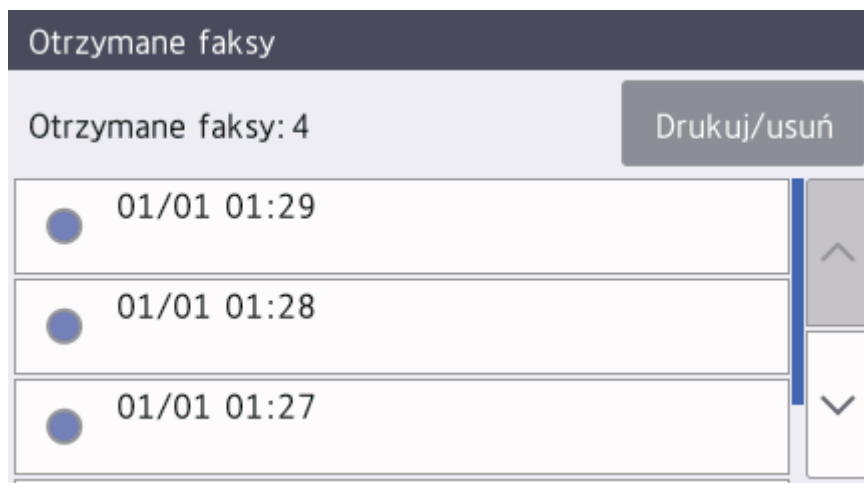 Otrzymane faksy
Otrzymane faksy: 4
Drukuj/usuń
01/01 01:29
01/01 01:28
01/01 01:27